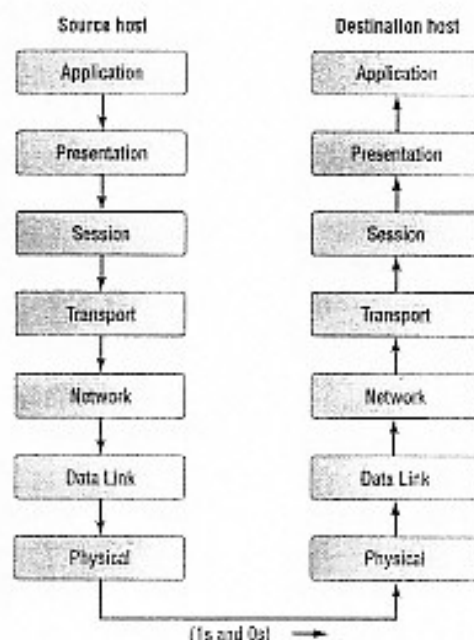 Source host
Application
Presentation
Session
Transport
Network
Data Link
Physical
Destination host
Application
Presentation
Session
Transport
Network
Data Link
Physical
(1s and 0s)